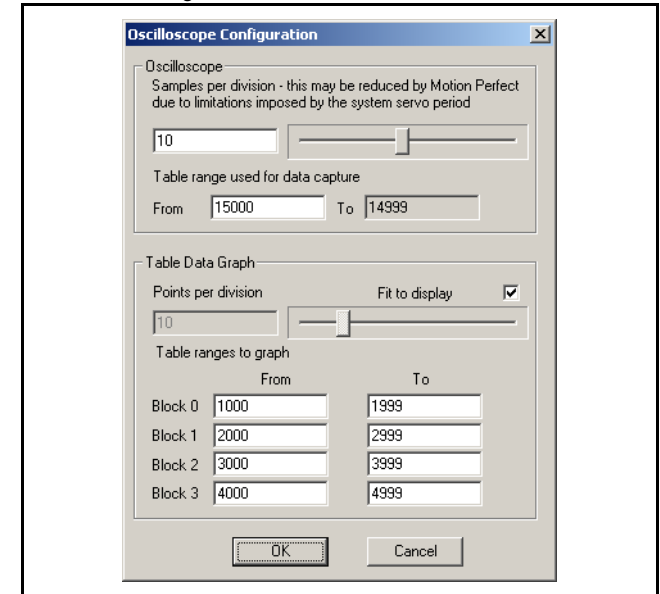 Oscilloscope Configuration
Oscilloscope
Samples per division - this may be reduced by Motion Perfect
due to limitations imposed by the system servo period
10
Table range used for data capture
From 15000 To 14999
Table Data Graph
Points per division Fit to display
10
Table ranges to graph
From To
Block 0 1000 1999
Block 1 2000 2999
Block 2 3000 3999
Block 3 4000 4999
OK Cancel